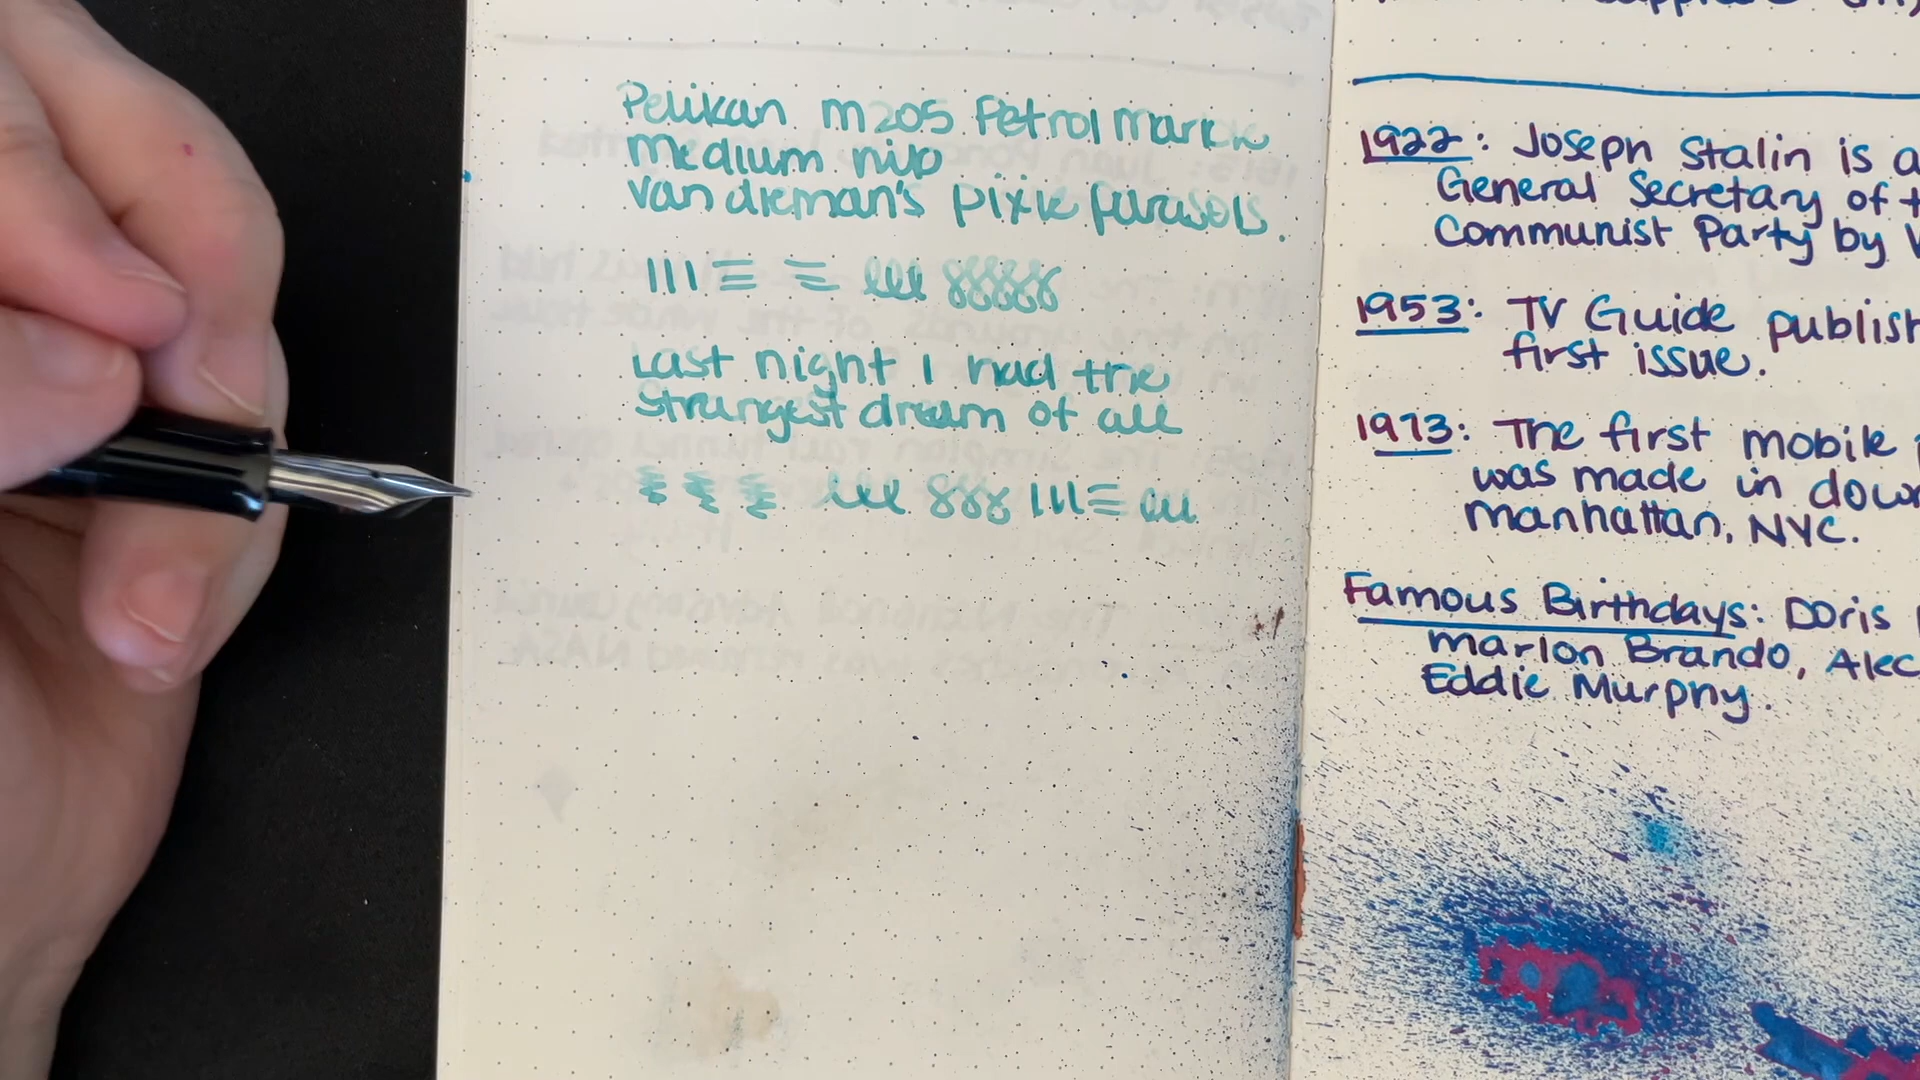 Pelikan M205 Petrol Marble
Medium nib
Van Dieman's Pixie Parasols.
Last night I had the
strangest dream of all
1922: Joseph Stalin is a
General Secretary of t
Communist Party by V
1953: TV Guide publish
first issue.
1973: The first mobile p
was made in dow
Manhattan, NYC.
Famous Birthdays: Doris
Marlon Brando, Alec
Eddie Murphy.